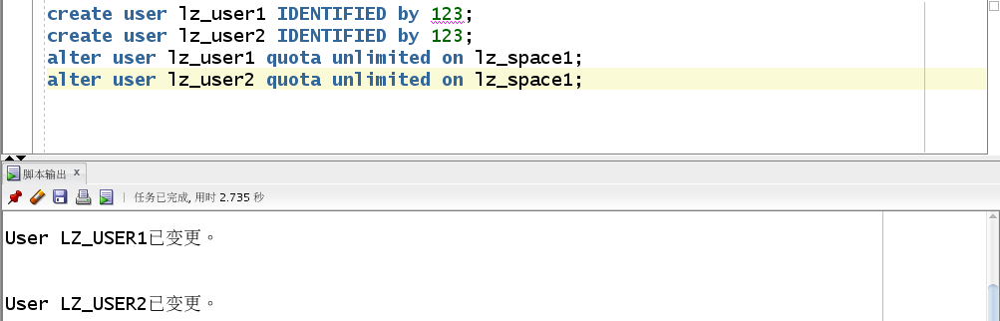 create user lz_user1 IDENTIFIED by 123;
create user lz_user2 IDENTIFIED by 123;
alter user lz_user1 quota unlimited on lz_space1;
alter user lz_user2 quota unlimited on lz_space1;
脚本输出 x
任务已完成, 用时 2.735 秒
User LZ_USER1已变更。
User LZ_USER2已变更。